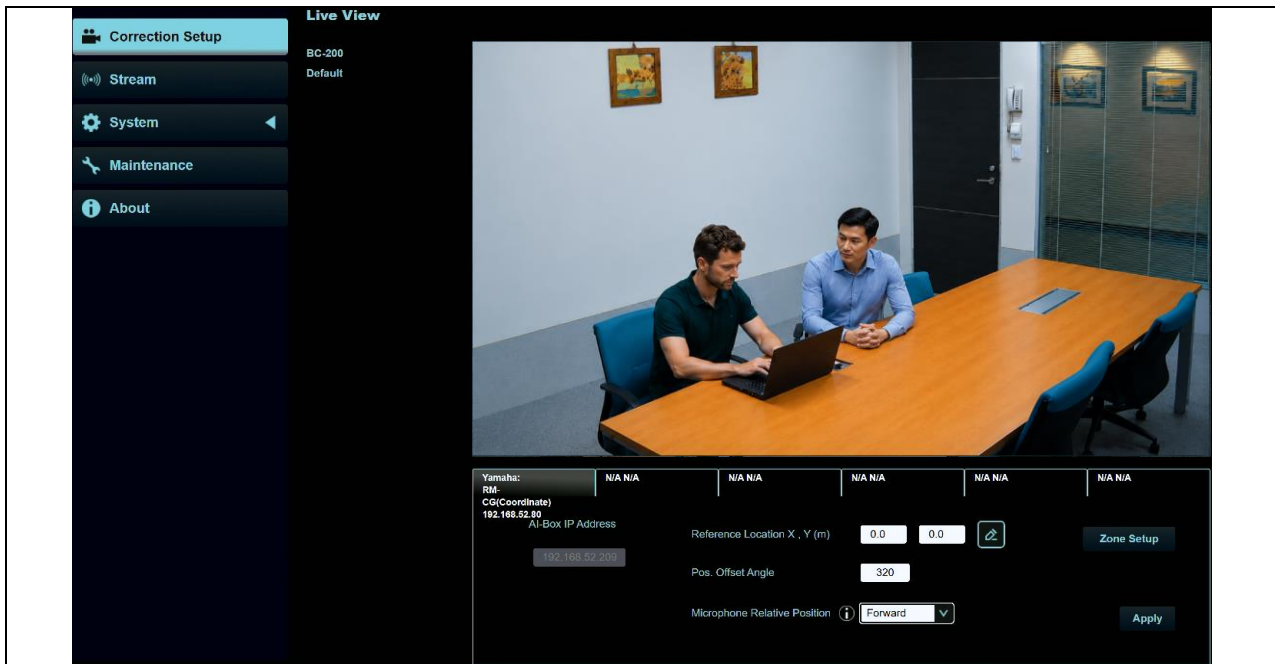 Live View
Correction Setup
Stream
System
Maintenance
About
BC-200
Default
Yamaha:
RM-
CG(Coordinate)
192.168.52.80
N/A N/A
N/A N/A
N/A N/A
N/A N/A
N/A N/A
AI-Box IP Address
192.168.52.209
Reference Location X , Y (m)
0.0
0.0
Zone Setup
Pos. Offset Angle
320
Microphone Relative Position
Forward
Apply